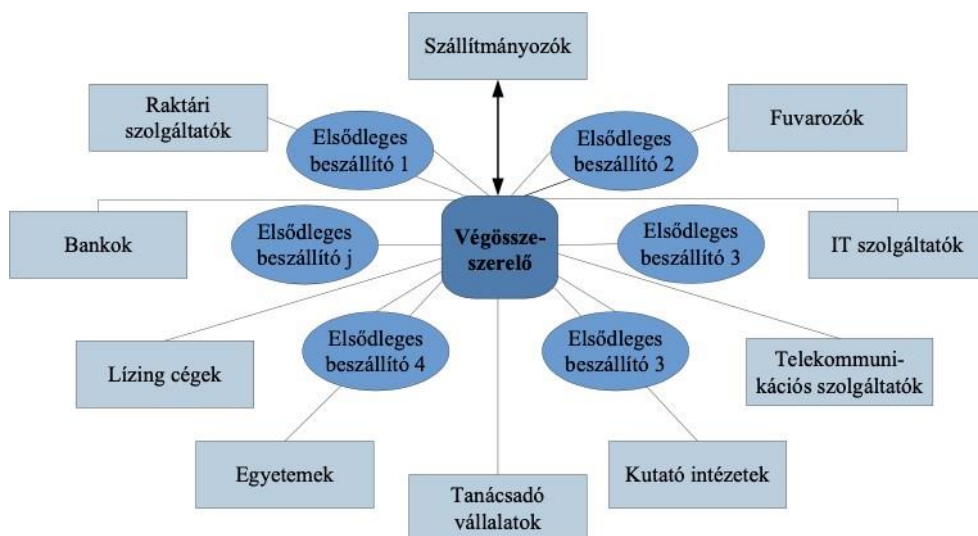 Szállítmányozók
Raktári
szolgáltatók
Elsődleges
beszállító 1
Elsődleges
beszállító 2
Fuvarozók
Bankok
Elsődleges
beszállító j
Végössze-
szerelő
Elsődleges
beszállító 3
IT szolgáltatók
Lízing cégek
Elsődleges
beszállító 4
Elsődleges
beszállító 3
Telekommuni-
kációs szolgáltatók
Egyetemek
Tanácsadó
vállalatok
Kutató intézetek